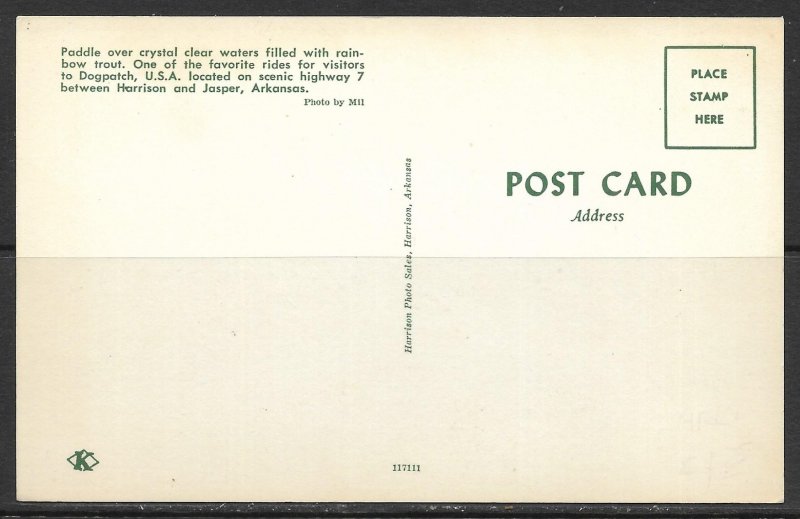 Paddle over crystal clear waters filled with rain-
bow trout. One of the favorite rides for visitors
to Dogpatch, U.S.A. located on scenic highway 7
between Harrison and Jasper, Arkansas.
Photo by Mil
PLACE
STAMP
HERE
POST CARD
Address
Harrison Photo Sales, Harrison, Arkansas
K
117111